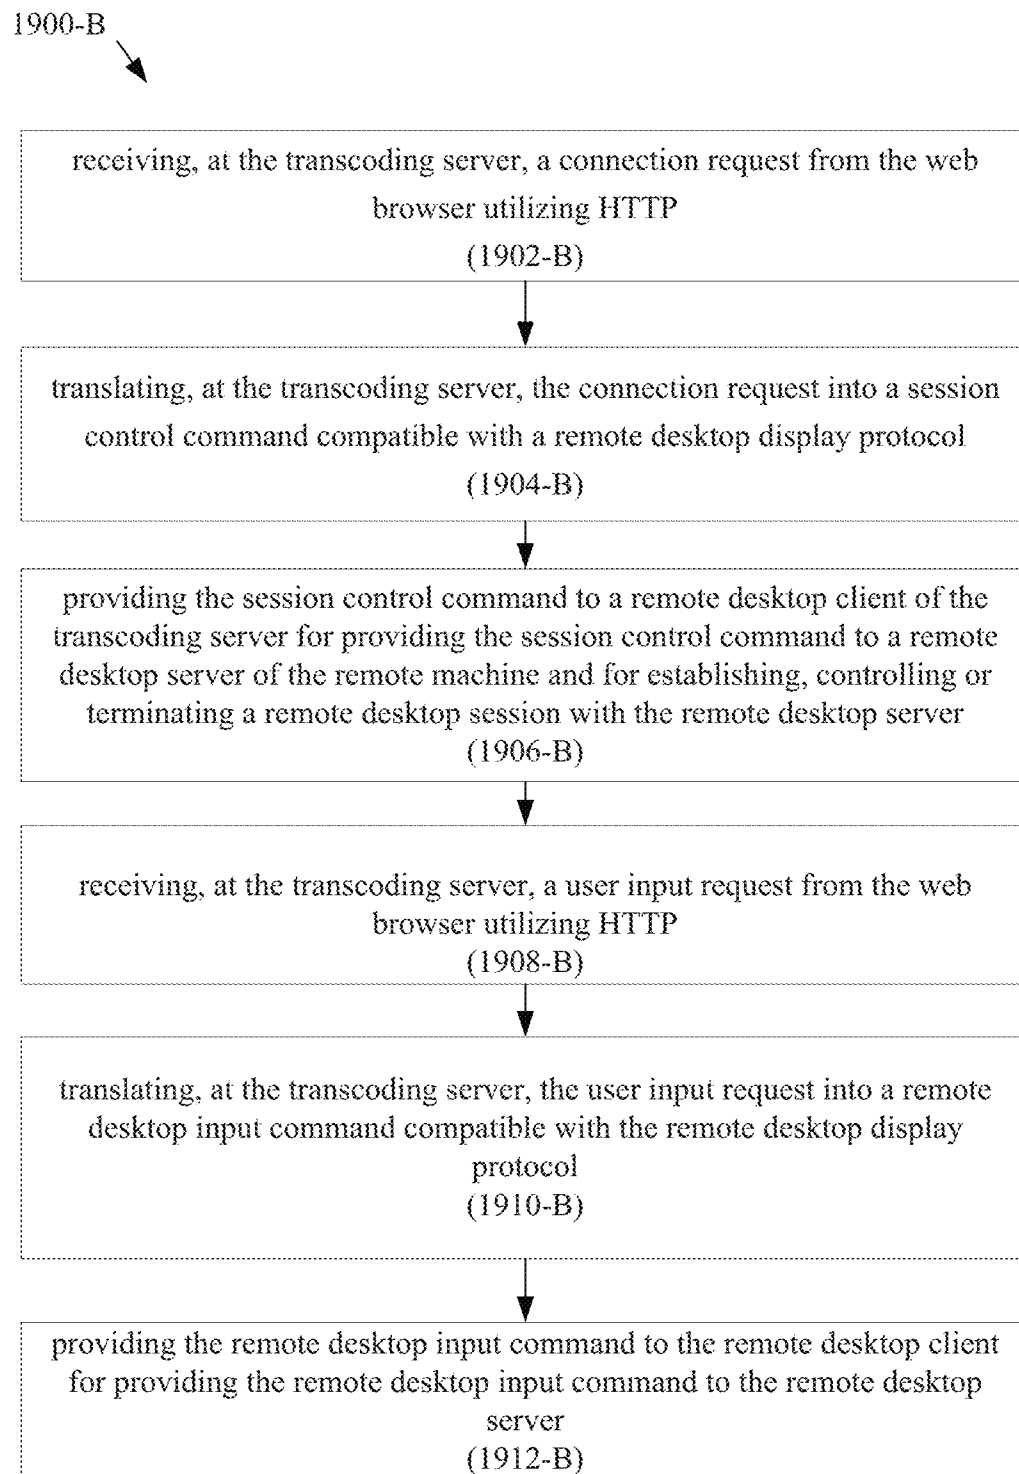 1900-B
receiving, at the transcoding server, a connection request from the web
browser utilizing HTTP
(1902-B)
translating, at the transcoding server, the connection request into a session
control command compatible with a remote desktop display protocol
(1904-B)
providing the session control command to a remote desktop client of the
transcoding server for providing the session control command to a remote
desktop server of the remote machine and for establishing, controlling or
terminating a remote desktop session with the remote desktop server
(1906-B)
receiving, at the transcoding server, a user input request from the web
browser utilizing HTTP
(1908-B)
translating, at the transcoding server, the user input request into a remote
desktop input command compatible with the remote desktop display
protocol
(1910-B)
providing the remote desktop input command to the remote desktop client
for providing the remote desktop input command to the remote desktop
server
(1912-B)